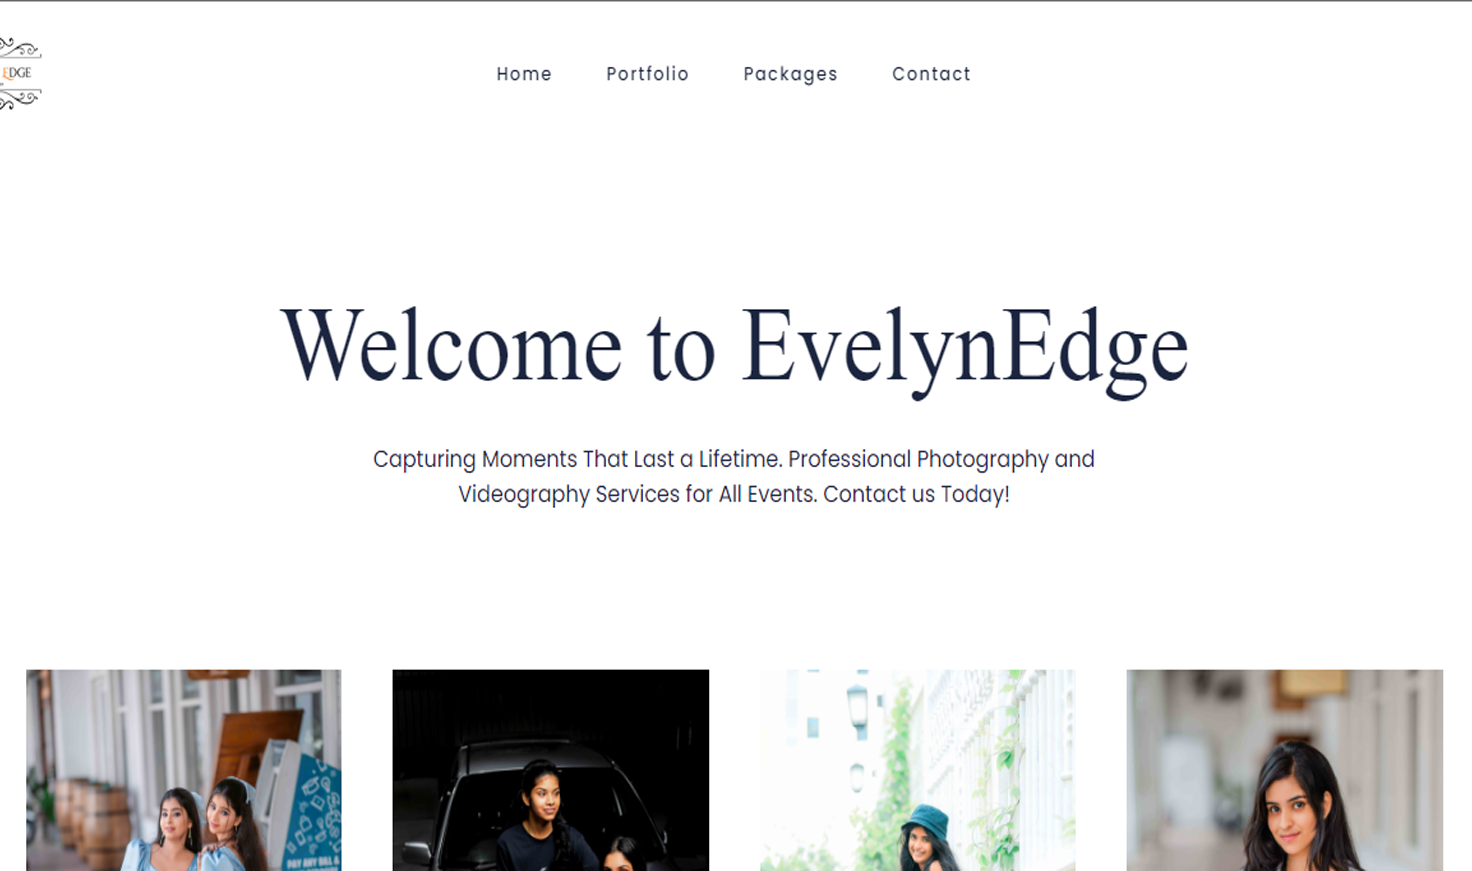 EDGE
Home Portfolio Packages Contact
Welcome to EvelynEdge
Capturing Moments That Last a Lifetime. Professional Photography and
Videography Services for All Events. Contact us Today!
PAY ANY BILL &